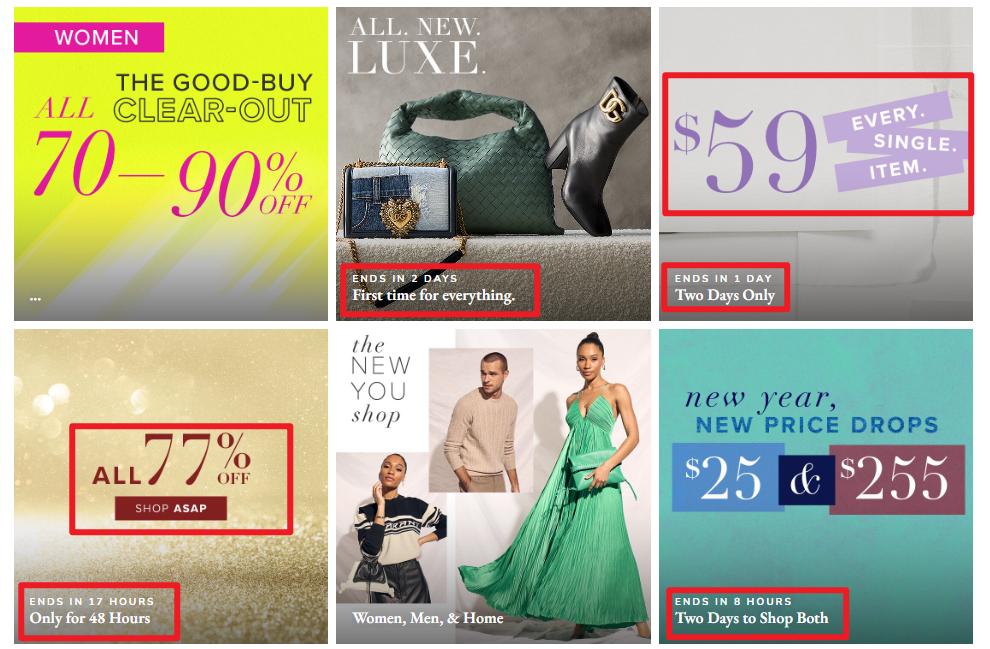 WOMEN
THE GOOD-BUY
CLEAR-OUT
ALL
70—90%
OFF
...
ALL. NEW.
LUXE.
ENDS IN 2 DAYS
First time for everything.
$59
EVERY.
SINGLE.
ITEM.
ENDS IN 1 DAY
Two Days Only
ALL 77%
OFF
SHOP ASAP
ENDS IN 17 HOURS
Only for 48 Hours
the
NEW
YOU
shop
Women, Men, & Home
new year,
NEW PRICE DROPS
$25 & $255
ENDS IN 8 HOURS
Two Days to Shop Both